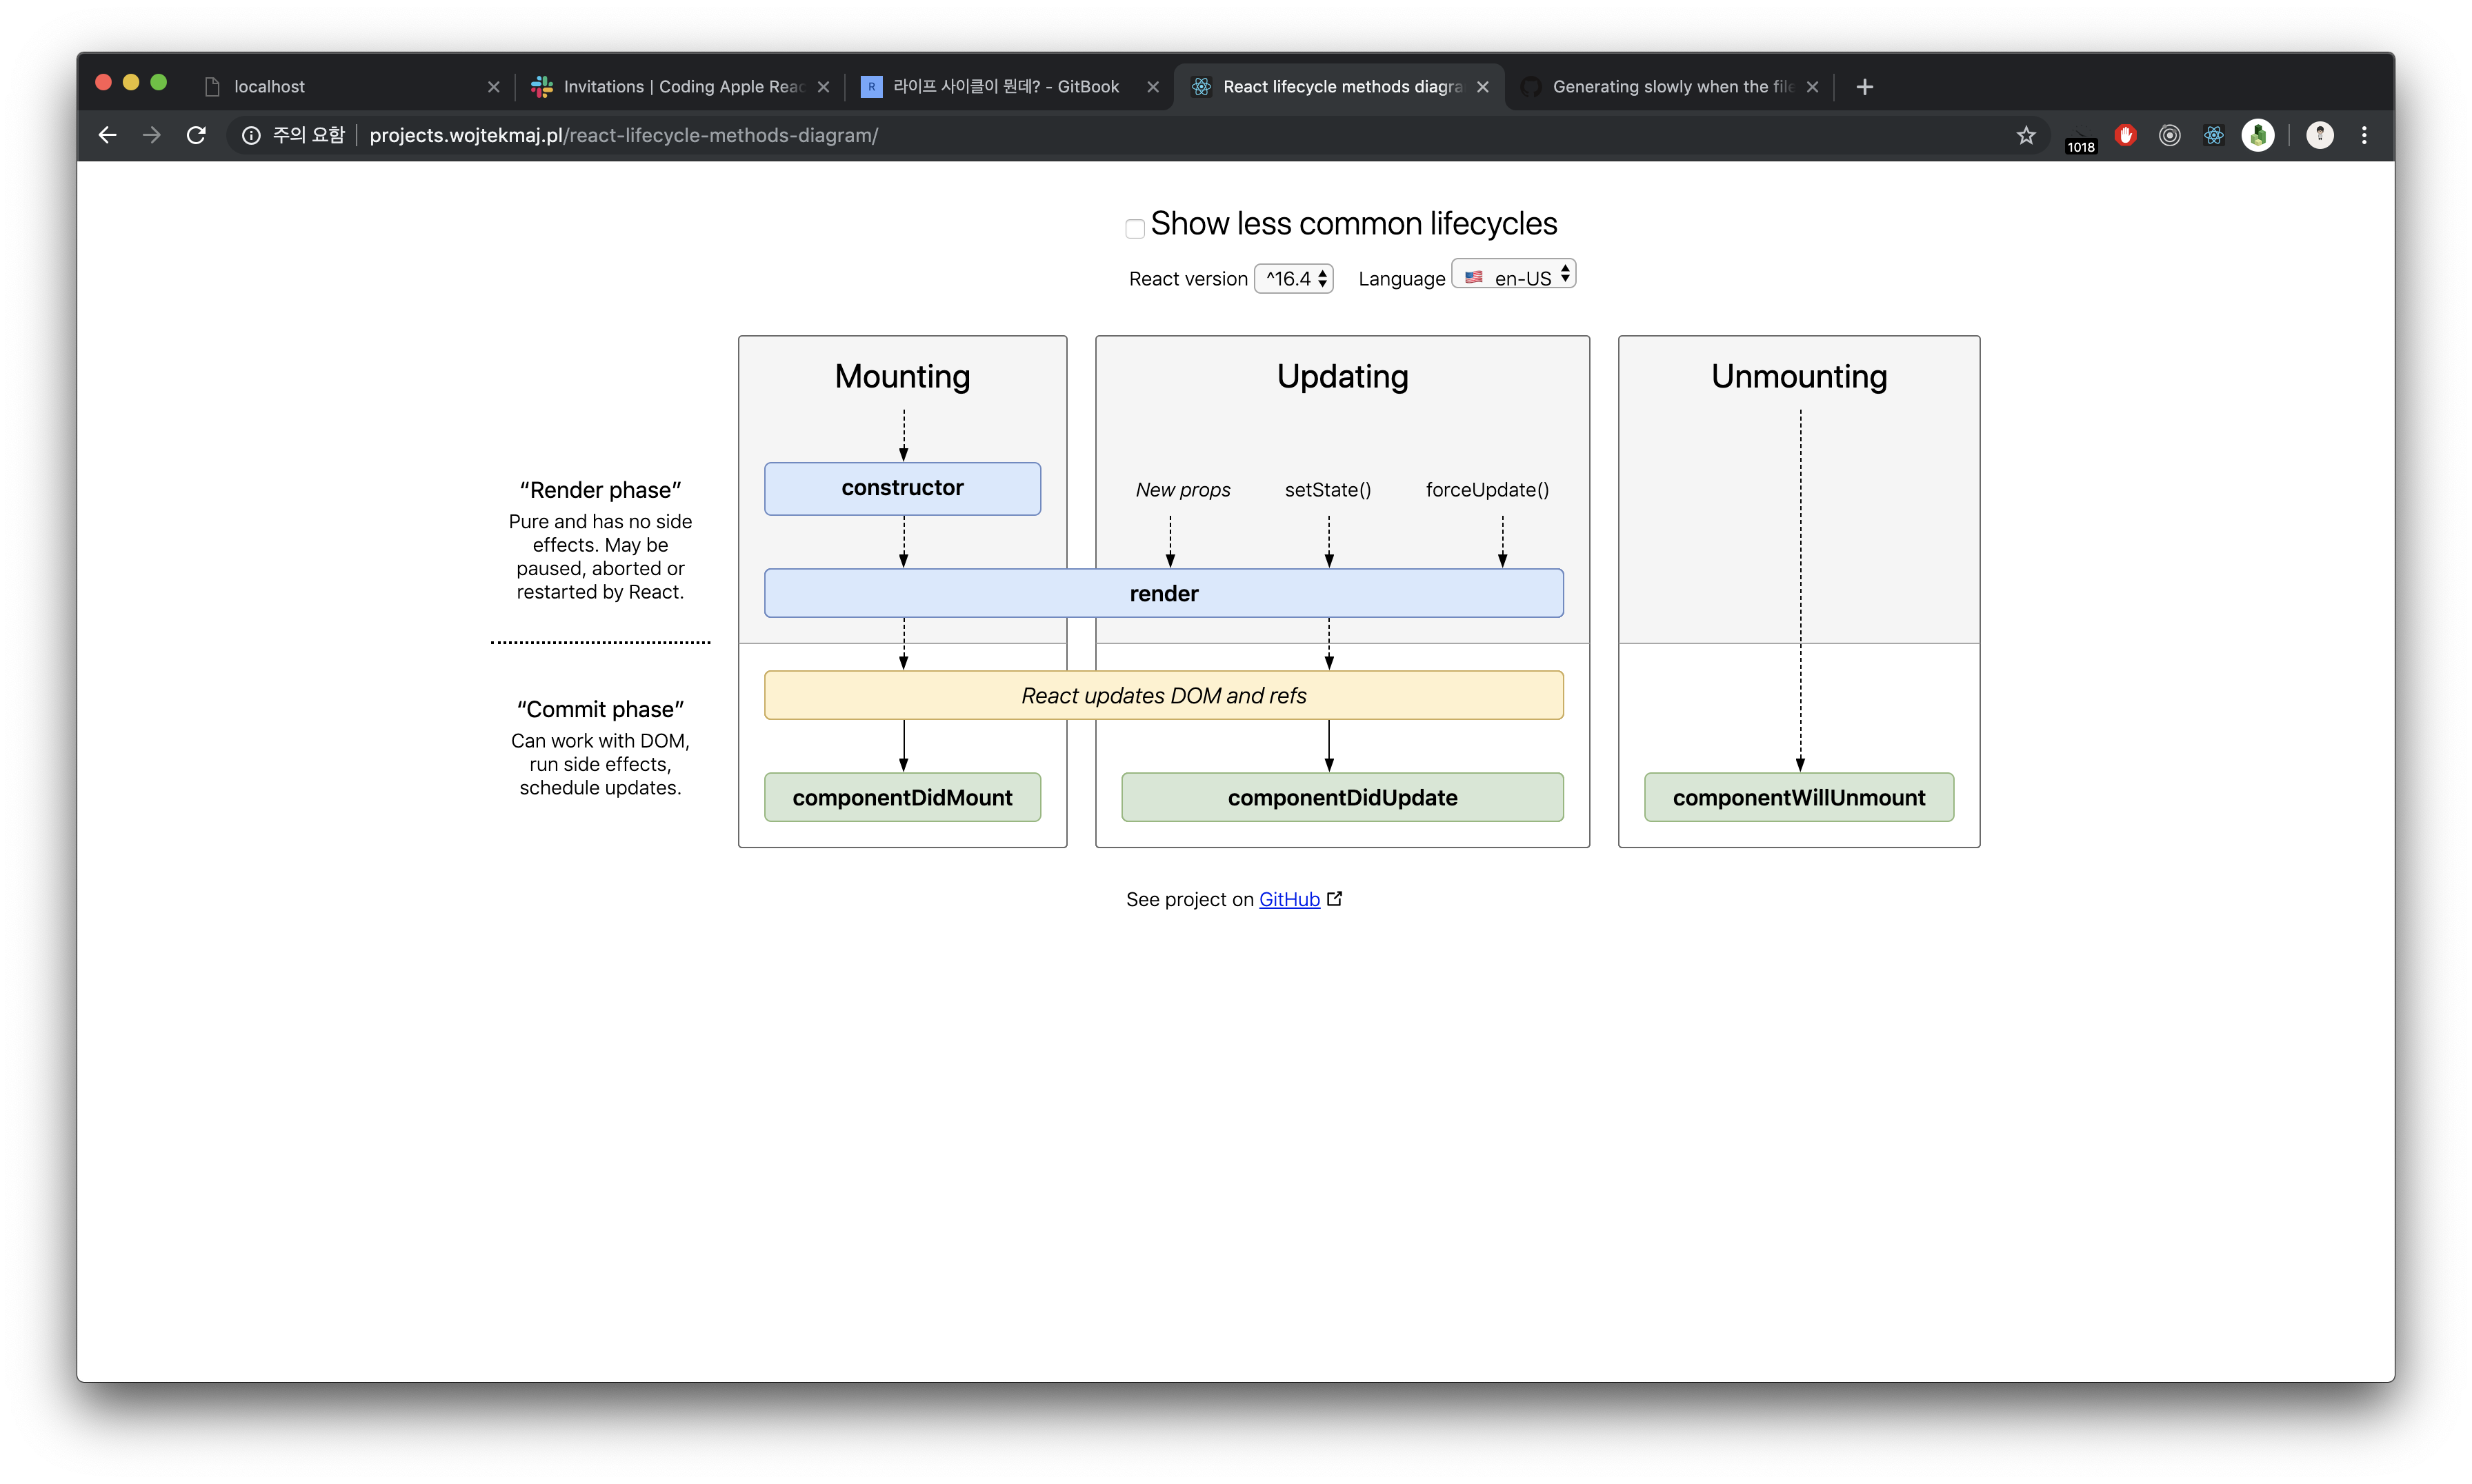 localhost
Invitations | Coding Apple Reac
R
라이프 사이클이 뭔데? - GitBook
React lifecycle methods diagra
Generating slowly when the file
주의 요함
projects.wojtekmaj.pl/react-lifecycle-methods-diagram/
1018
Show less common lifecycles
React version ^16.4 Language en-US
Mounting
Updating
Unmounting
“Render phase”
Pure and has no side
effects. May be
paused, aborted or
restarted by React.
constructor
New props
setState()
forceUpdate()
render
“Commit phase”
Can work with DOM,
run side effects,
schedule updates.
React updates DOM and refs
componentDidMount
componentDidUpdate
componentWillUnmount
See project on GitHub